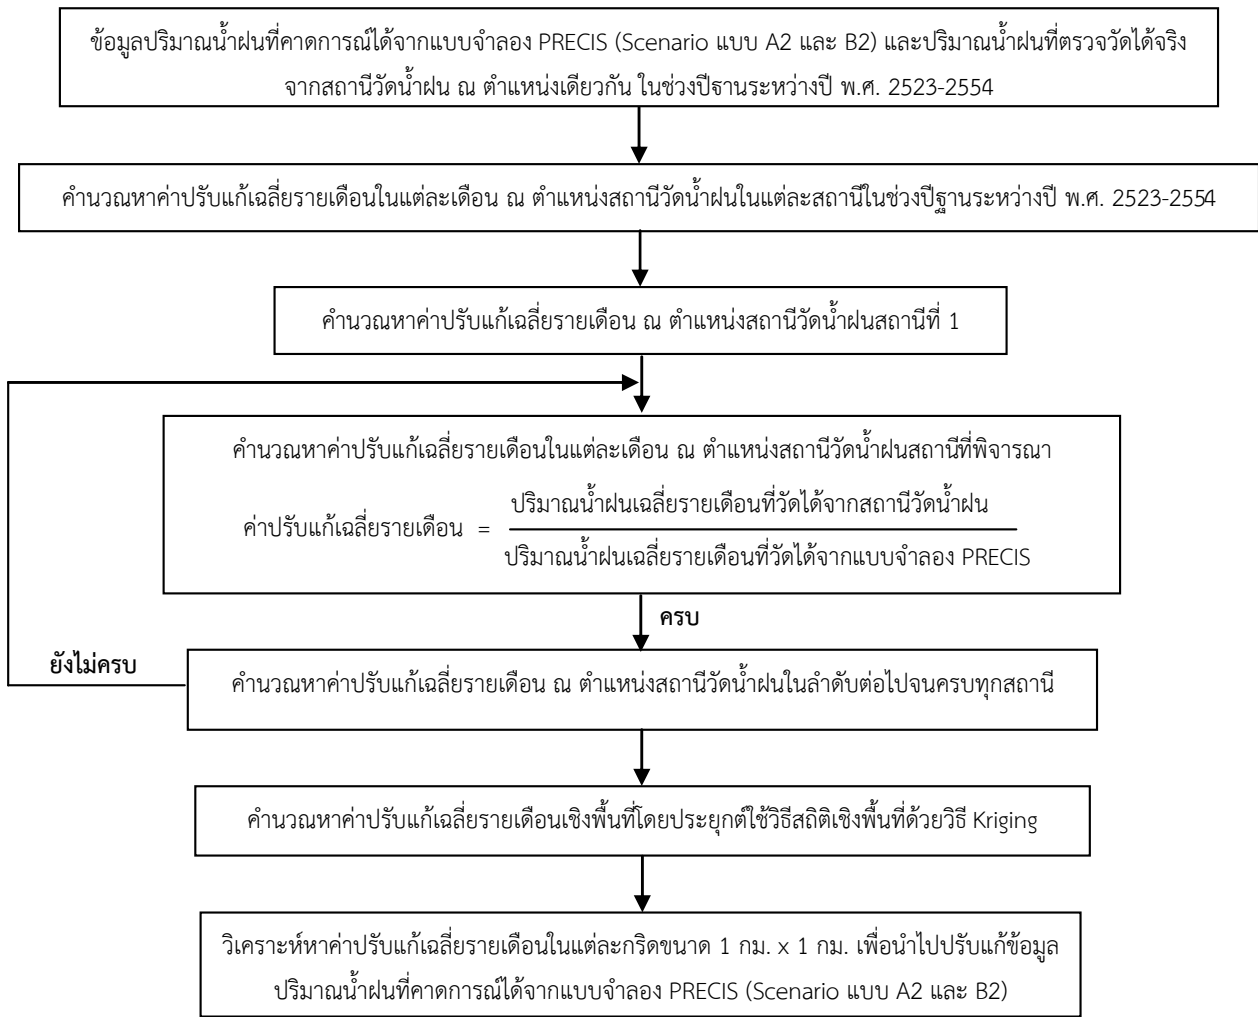 ข้อมูลปริมาณน้ำฝนที่คาดการณ์ได้จากแบบจำลอง PRECIS (Scenario แบบ A2 และ B2) และปริมาณน้ำฝนที่ตรวจวัดได้จริง
จากสถานีวัดน้ำฝน ณ ตำแหน่งเดียวกัน ในช่วงปีฐานระหว่างปี พ.ศ. 2523-2554
คำนวณหาค่าปรับแก้เฉลี่ยรายเดือนในแต่ละเดือน ณ ตำแหน่งสถานีวัดน้ำฝนในแต่ละสถานีในช่วงปีฐานระหว่างปี พ.ศ. 2523-2554
คำนวณหาค่าปรับแก้เฉลี่ยรายเดือน ณ ตำแหน่งสถานีวัดน้ำฝนสถานีที่ 1
คำนวณหาค่าปรับแก้เฉลี่ยรายเดือนในแต่ละเดือน ณ ตำแหน่งสถานีวัดน้ำฝนสถานีที่พิจารณา
ปริมาณน้ำฝนเฉลี่ยรายเดือนที่วัดได้จากสถานีวัดน้ำฝน
ค่าปรับแก้เฉลี่ยรายเดือน =
ปริมาณน้ำฝนเฉลี่ยรายเดือนที่วัดได้จากแบบจำลอง PRECIS
ครบ
ยังไม่ครบ
คำนวณหาค่าปรับแก้เฉลี่ยรายเดือน ณ ตำแหน่งสถานีวัดน้ำฝนในลำดับต่อไปจนครบทุกสถานี
คำนวณหาค่าปรับแก้เฉลี่ยรายเดือนเชิงพื้นที่โดยประยุกต์ใช้วิธีสถิติเชิงพื้นที่ด้วยวิธี Kriging
วิเคราะห์หาค่าปรับแก้เฉลี่ยรายเดือนในแต่ละกริดขนาด 1 กม. x 1 กม. เพื่อนำไปปรับแก้ข้อมูล
ปริมาณน้ำฝนที่คาดการณ์ได้จากแบบจำลอง PRECIS (Scenario แบบ A2 และ B2)